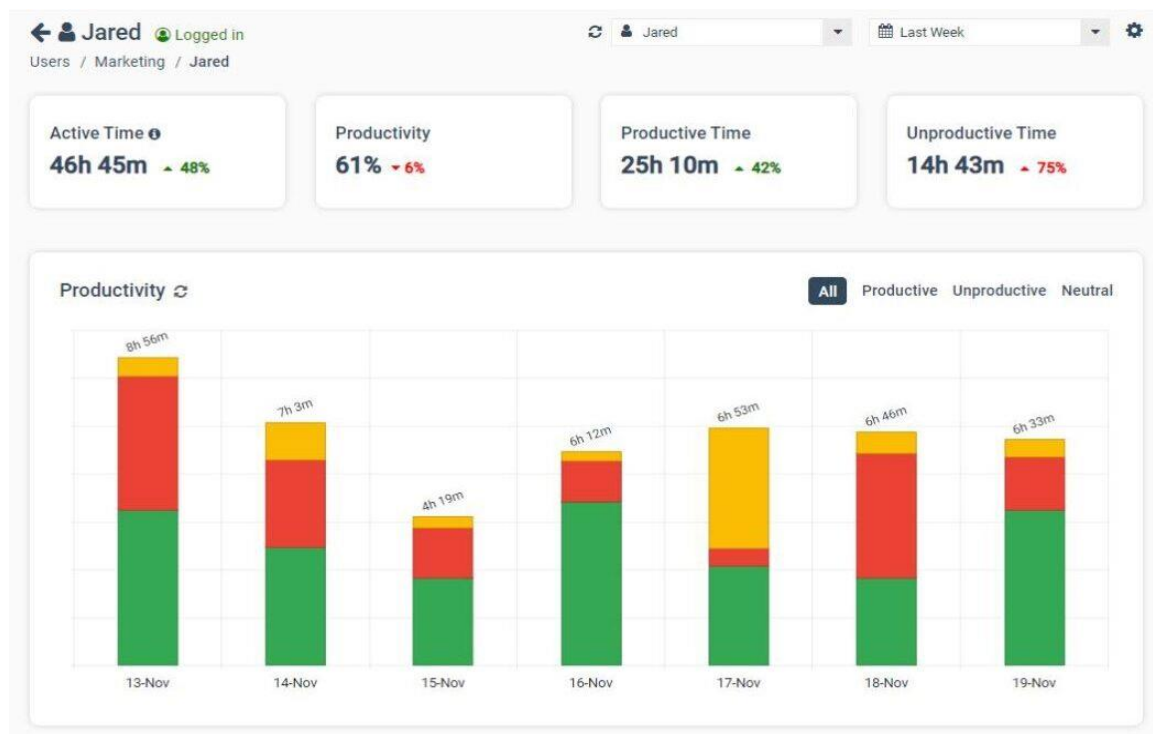 Jared Logged in
Jared
Last Week
Users / Marketing / Jared
Active Time
46h 45m 48%
Productivity
61% 6%
Productive Time
25h 10m 42%
Unproductive Time
14h 43m 75%
Productivity
All Productive Unproductive Neutral
8h 56m
7h 3m
4h 19m
6h 12m
6h 53m
6h 46m
6h 33m
13-Nov 14-Nov 15-Nov 16-Nov 17-Nov 18-Nov 19-Nov